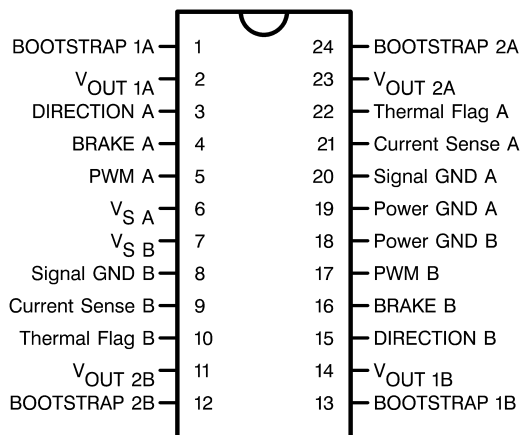 BOOTSTRAP 1A 1 24 BOOTSTRAP 2A
VOUT 1A 2 23 VOUT 2A
DIRECTION A 3 22 Thermal Flag A
BRAKE A 4 21 Current Sense A
PWM A 5 20 Signal GND A
VS A 6 19 Power GND A
VS B 7 18 Power GND B
Signal GND B 8 17 PWM B
Current Sense B 9 16 BRAKE B
Thermal Flag B 10 15 DIRECTION B
VOUT 2B 11 14 VOUT 1B
BOOTSTRAP 2B 12 13 BOOTSTRAP 1B